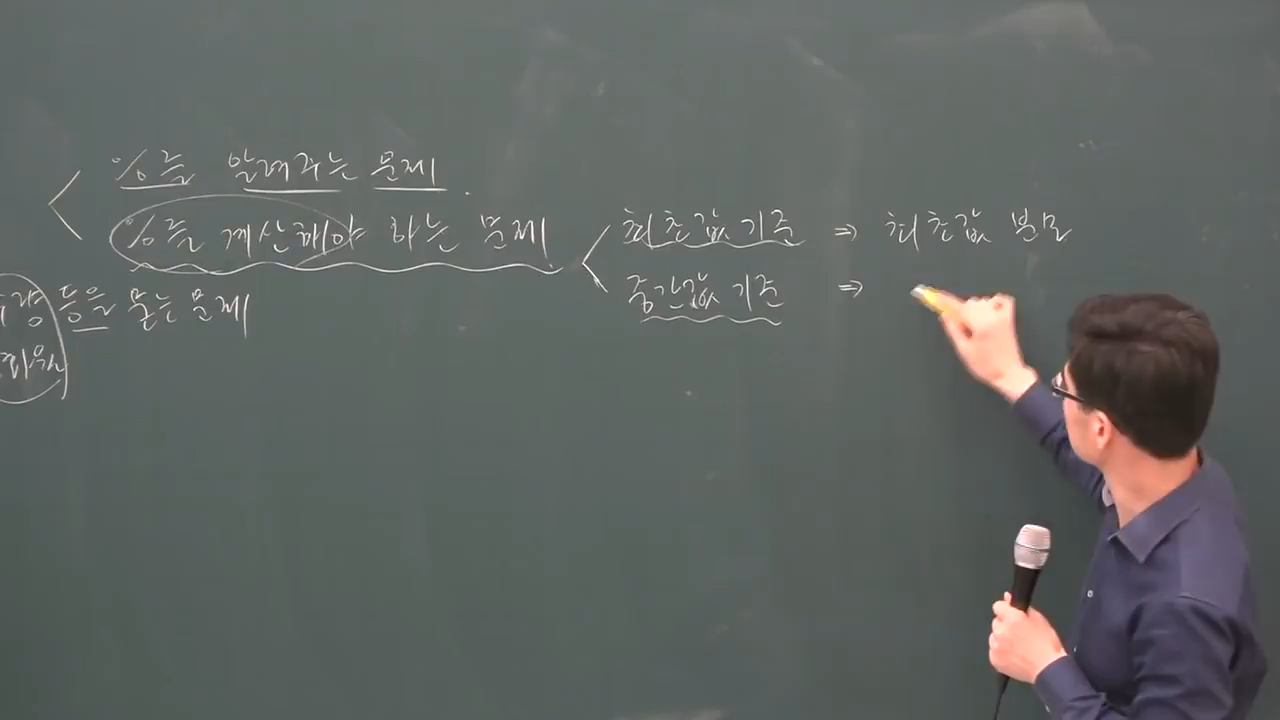 %를 알려주는 문제
%를 계산해야 하는 문제
최초값 기준 ⇒ 최초값 분모
중간값 기준 ⇒
등을 묻는 문제